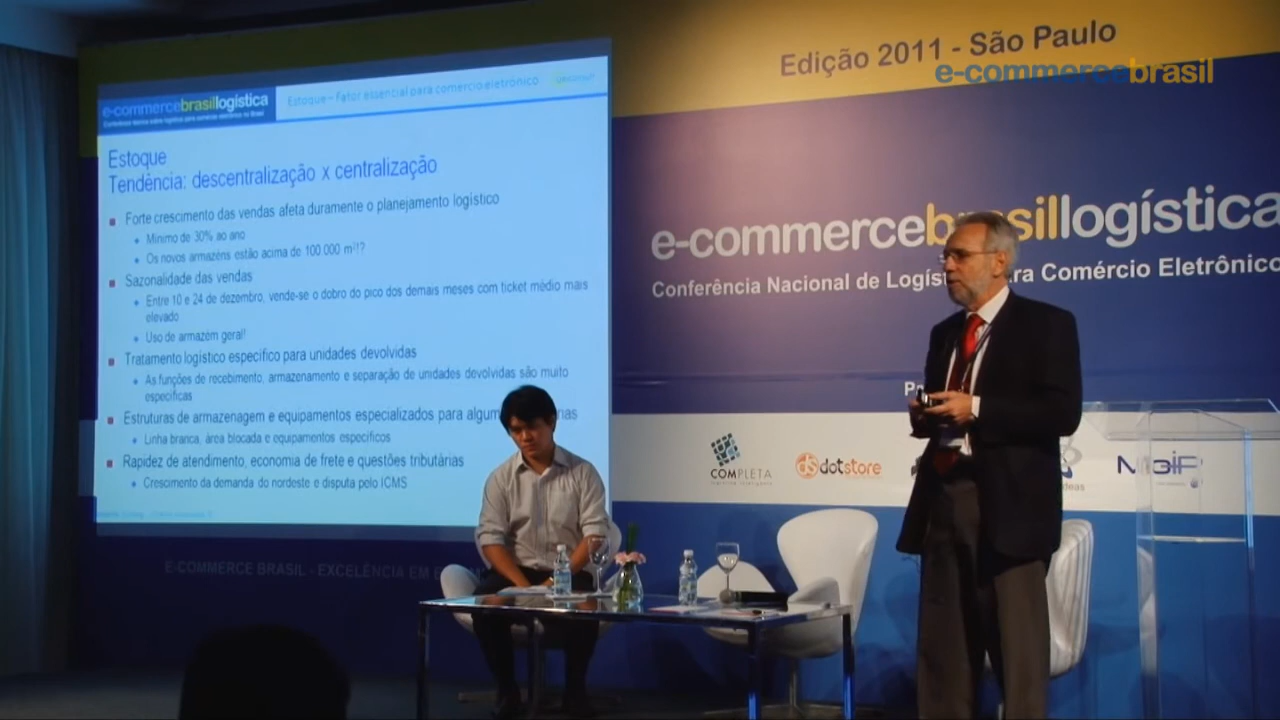 Edição 2011 - São Paulo
e-commercebrasil
e-commercebrasillogística
Estoque – Fator essencial para comercio eletrônico
Estoque
Tendência: descentralização x centralização
Forte crescimento das vendas afeta duramente o planejamento logístico
Mínimo de 30% ao ano
Os novos armazéns estão acima de 100.000 m²!?
Sazonalidade das vendas
Entre 10 e 24 de dezembro, vende-se o dobro do pico dos demais meses com ticket médio mais
elevado
Uso de armazém geral!
Tratamento logístico específico para unidades devolvidas
As funções de recebimento, armazenamento e separação de unidades devolvidas são muito
específicas
Estruturas de armazenagem e equipamentos especializados para
Linha branca, área blocada e equipamentos específicos
Rapidez de atendimento, economia de frete e questões tributárias
Crescimento da demanda do nordeste e disputa pelo ICMS
e-commercebrasillogística
Conferência Nacional de Logís ra Comércio Eletrônico
COMPLETA
dotstore
E-COMMERCE BRASIL - EXCELÊNCIA EM